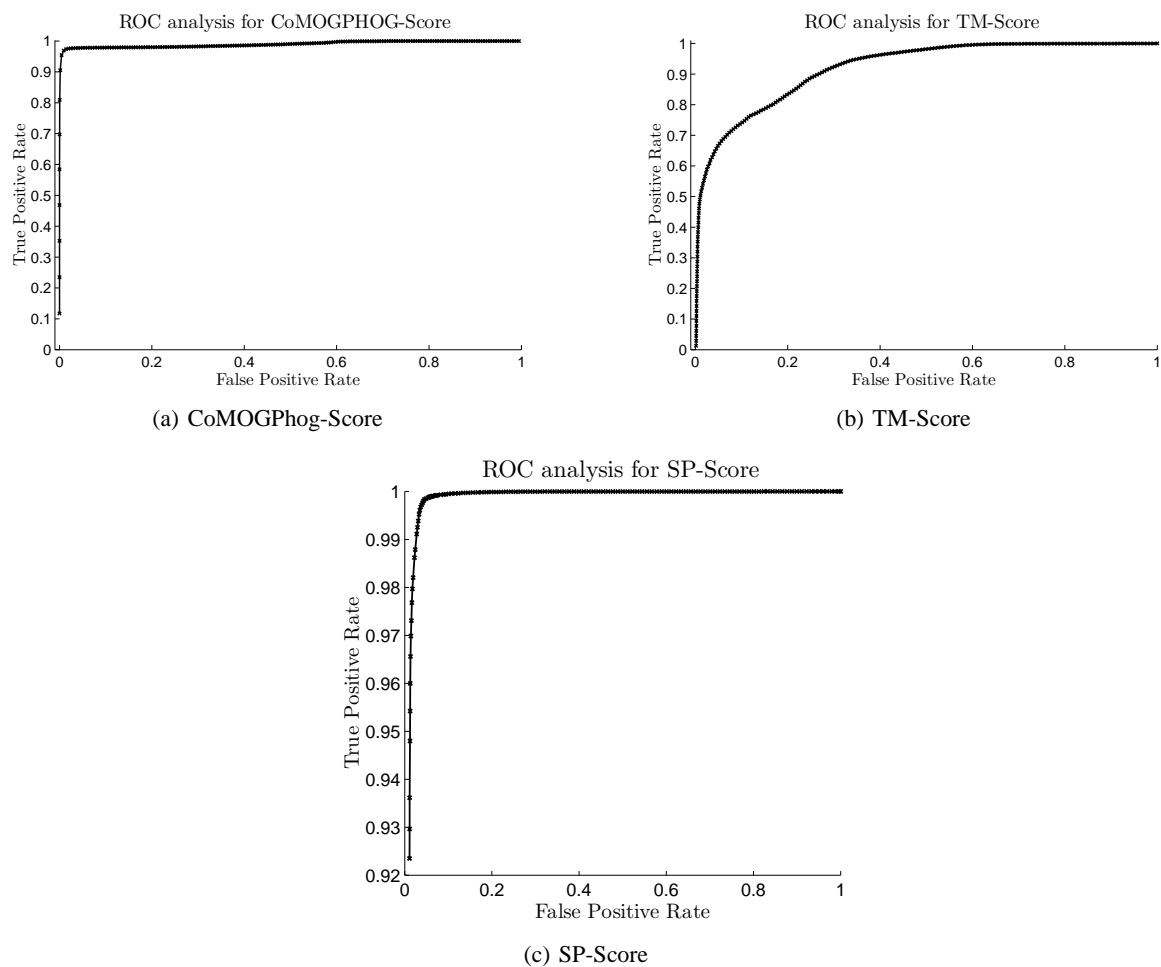 ROC analysis for CoMOGPHOG-Score
1
0.9
0.8
0.7
0.6
0.5
0.4
0.3
0.2
0.1
0
True Positive Rate
0 0.2 0.4 0.6 0.8 1
False Positive Rate
(a) CoMOGPhog-Score
ROC analysis for TM-Score
1
0.9
0.8
0.7
0.6
0.5
0.4
0.3
0.2
0.1
0
True Positive Rate
0 0.2 0.4 0.6 0.8 1
False Positive Rate
(b) TM-Score
ROC analysis for SP-Score
1
0.99
0.98
0.97
0.96
0.95
0.94
0.93
0.92
True Positive Rate
0 0.2 0.4 0.6 0.8 1
False Positive Rate
(c) SP-Score